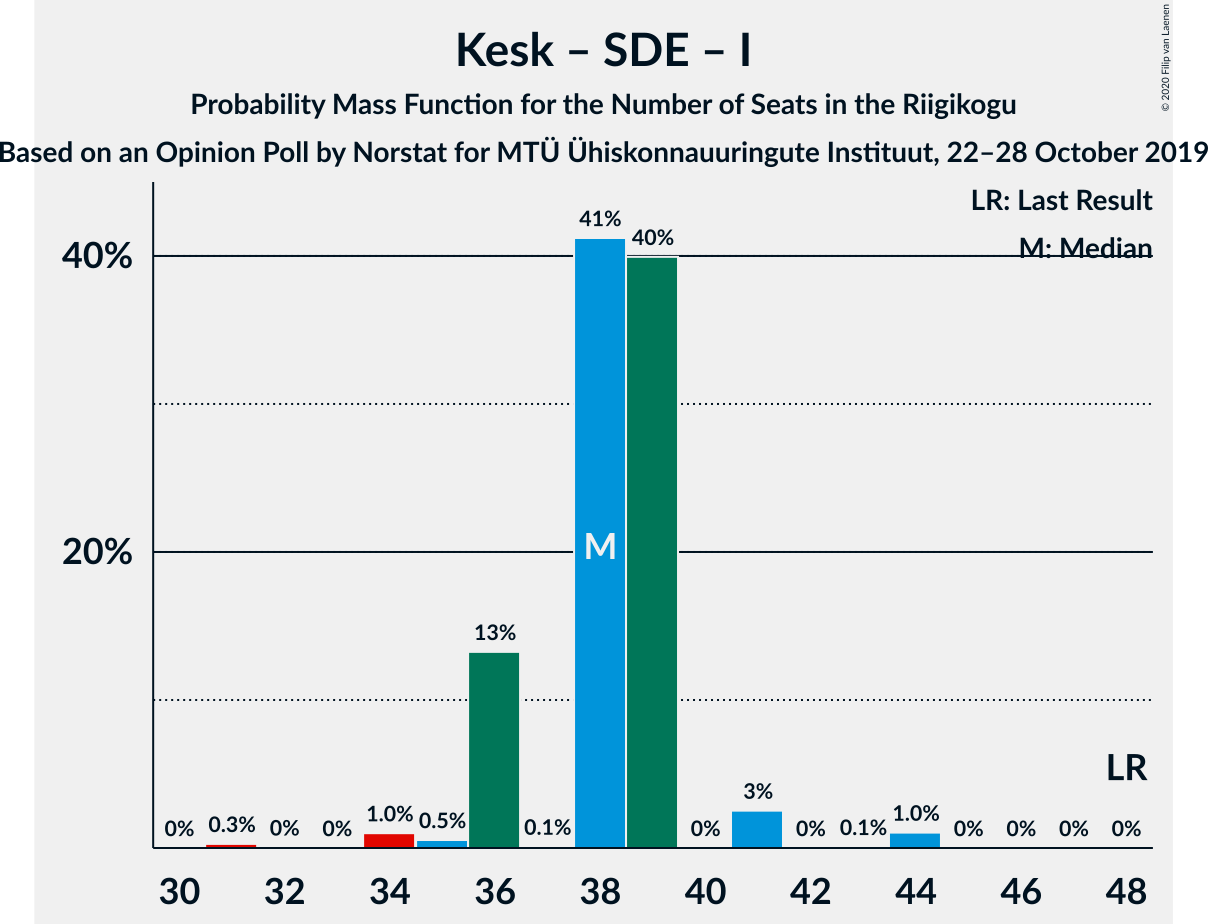 Kesk – SDE – I
Probability Mass Function for the Number of Seats in the Riigikogu
Based on an Opinion Poll by Norstat for MTÜ Ühiskonnauuringute Instituut, 22–28 October 2019
© 2020 Filip van Laenen
LR: Last Result
M: Median
41%
40%
40%
M
20%
13%
LR
3%
0% 0.3% 0% 0% 1.0% 0.5% 0.1% 0% 0% 0.1% 1.0% 0% 0% 0% 0%
30 32 34 36 38 40 42 44 46 48